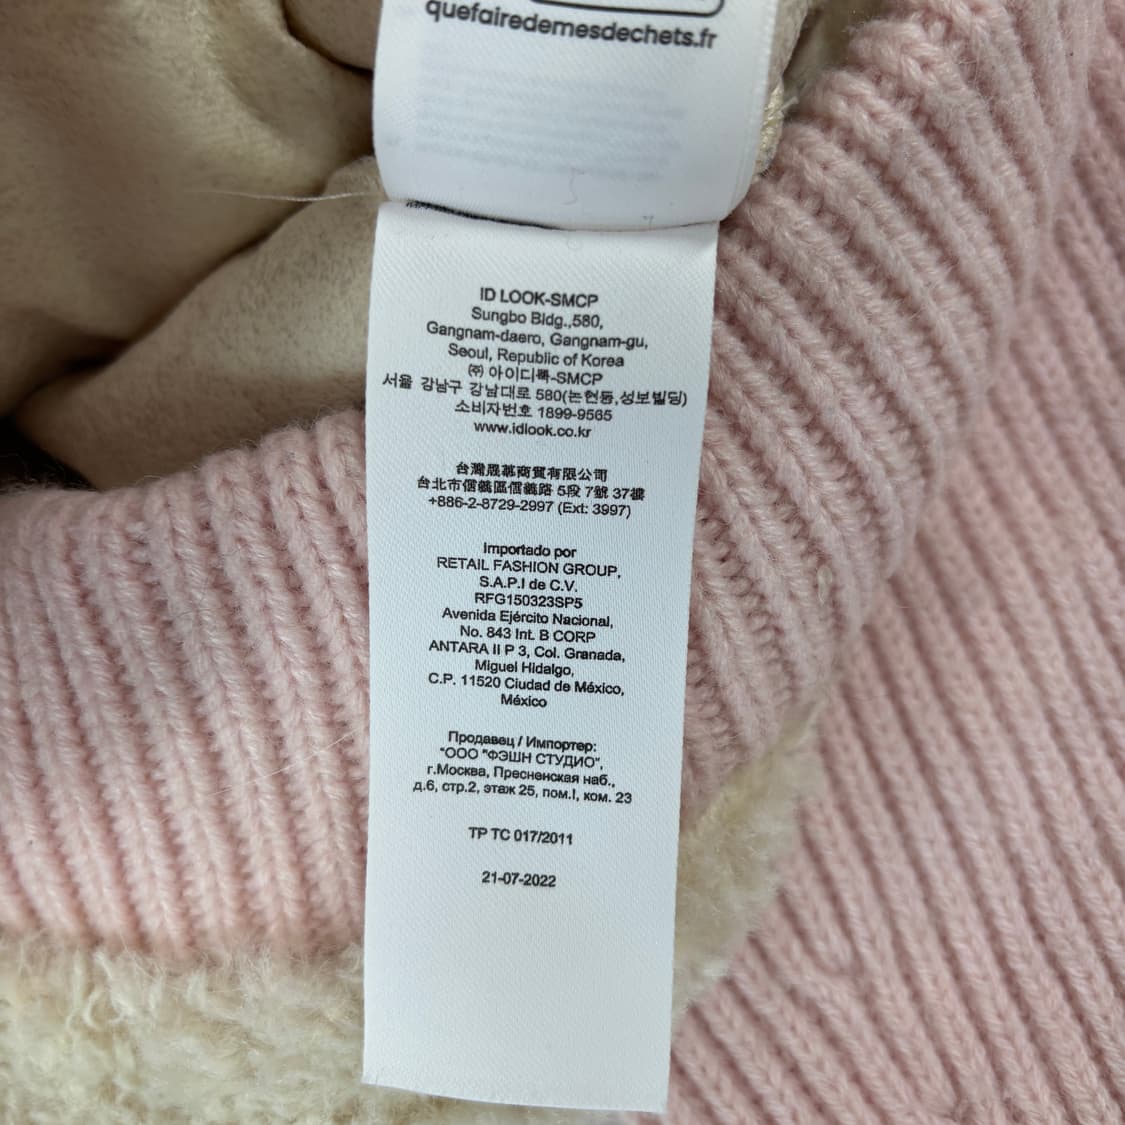 quefairedemesdechets.fr
ID LOOK-SMCP
Sungbo Bldg.,580,
Gangnam-daero, Gangnam-gu,
Seoul, Republic of Korea
㈜ 아이디룩-SMCP
서울 강남구 강남대로 580(논현동,성보빌딩)
소비자번호 1899-9565
www.idlook.co.kr
台灣晟華商貿有限公司
台北市信義區信義路 5段 7號 37樓
+886-2-8729-2997 (Ext: 3997)
Importado por
RETAIL FASHION GROUP,
S.A.P.I de C.V.
RFG150323SP5
Avenida Ejército Nacional,
No. 843 Int. B CORP
ANTARA II P 3, Col. Granada,
Miguel Hidalgo,
C.P. 11520 Ciudad de México,
México
Продавец / Импортер:
"ООО "ФЭШН СТУДИО",
г.Москва, Пресненская наб.,
д.6, стр.2, этаж 25, пом.I, ком. 23
ТР ТС 017/2011
21-07-2022